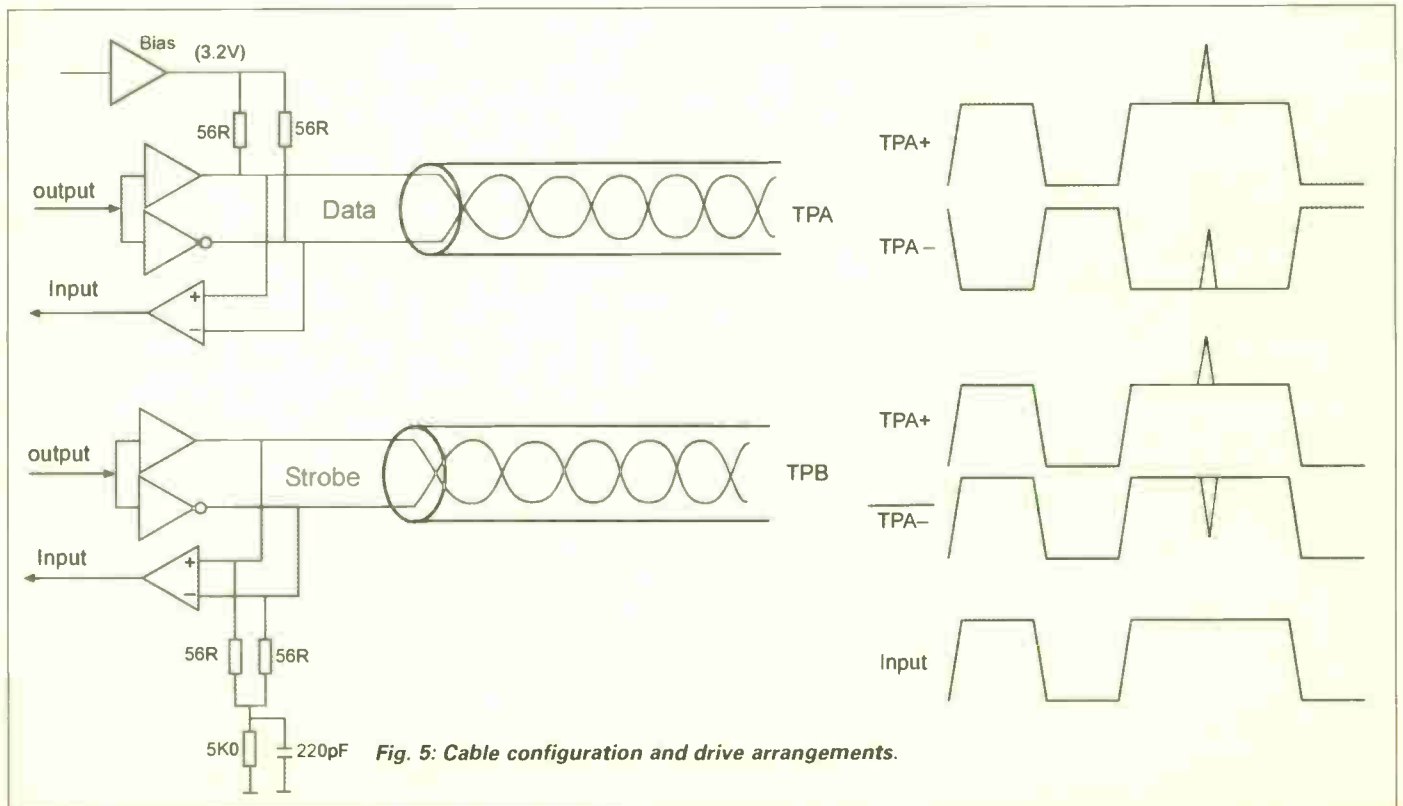 Bias
(3.2V)
56R
56R
output
Data
TPA
Input
output
Strobe
TPB
Input
56R
56R
5K0
220pF
TPA+
TPA–
TPA+
TPA–
Input
Fig. 5: Cable configuration and drive arrangements.